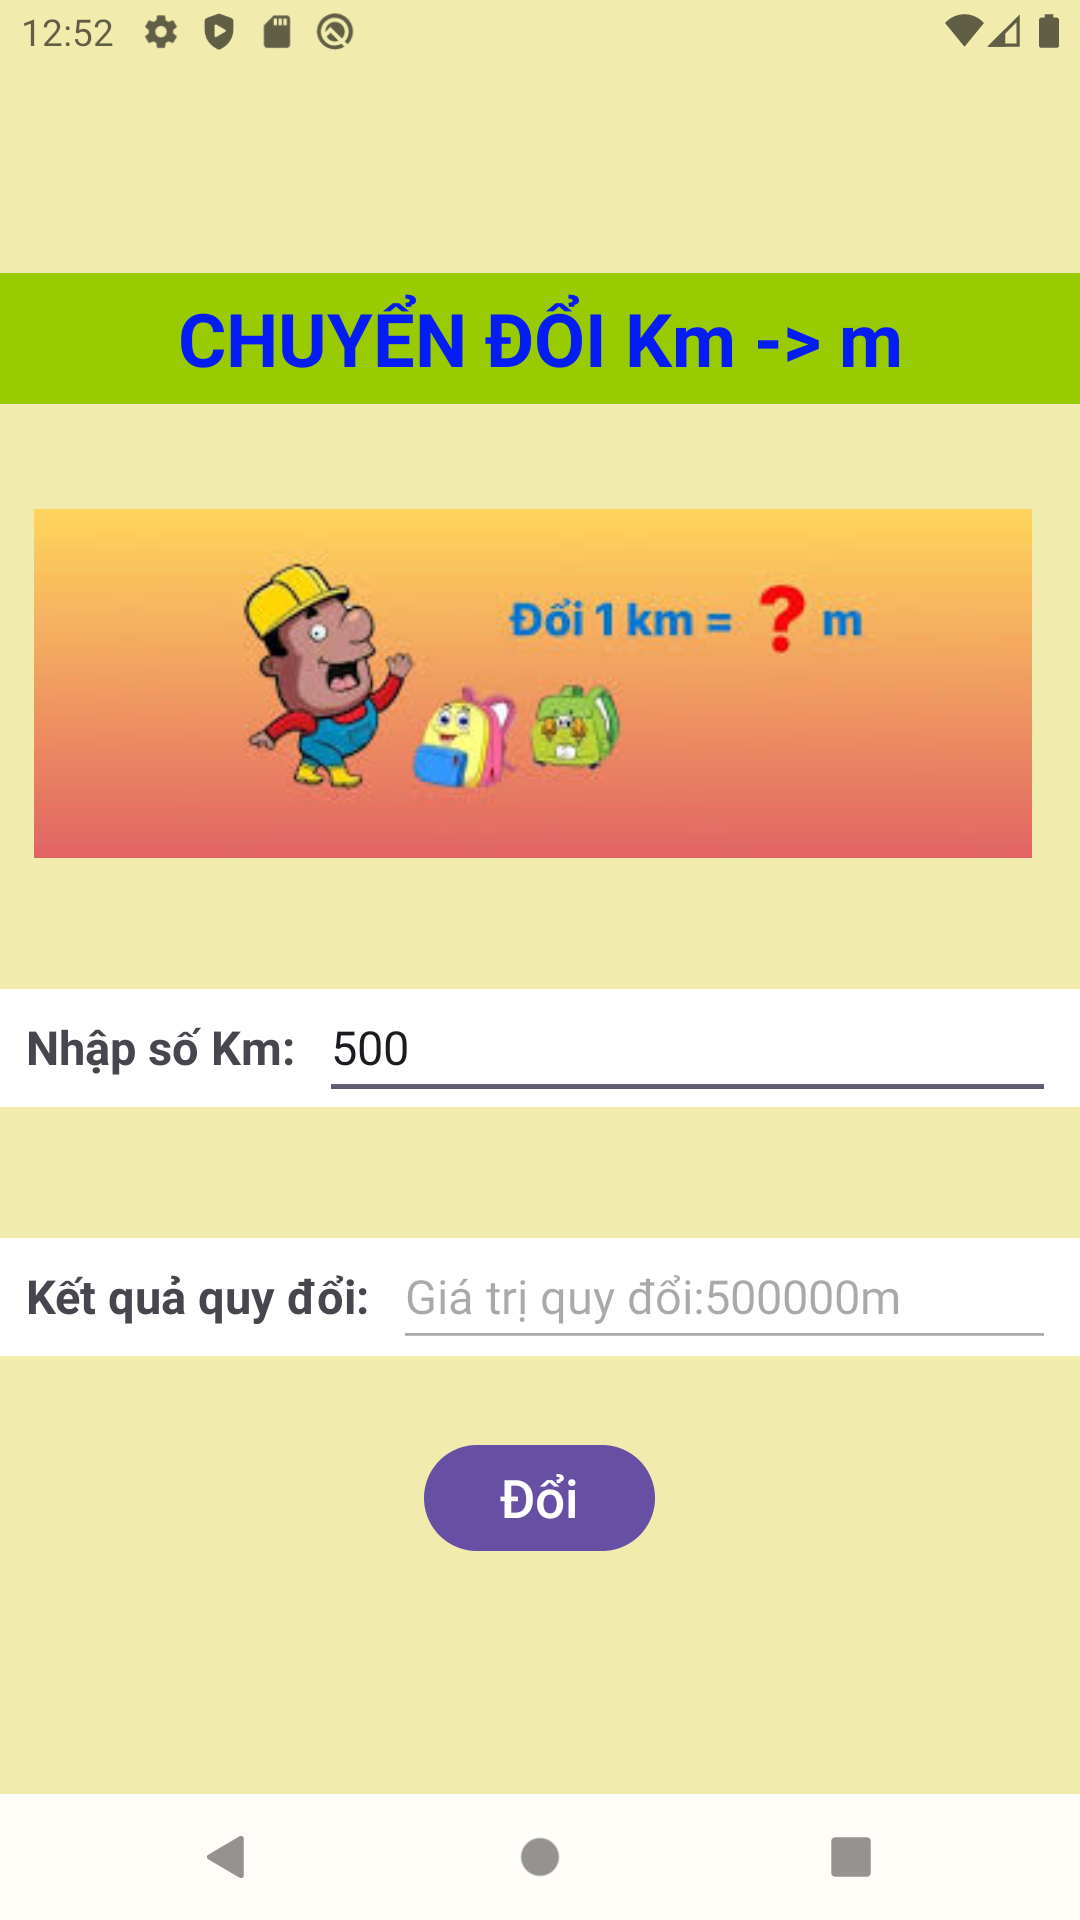 12:52
CHUYỂN ĐỔI Km -> m
Đổi 1 km = ? m
Nhập số Km: 500
Kết quả quy đổi: Giá trị quy đổi:500000m
Đổi